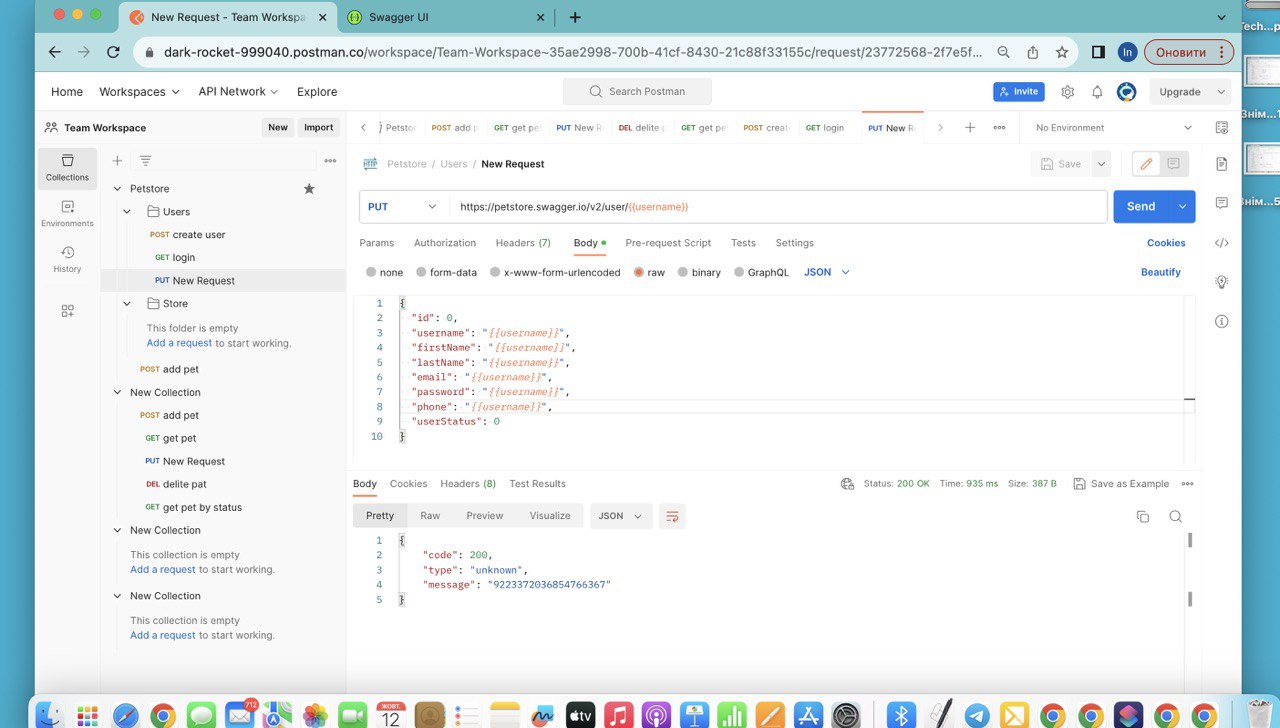 New Request - Team Workspa
Swagger UI
dark-rocket-999040.postman.co/workspace/Team-Workspace~35ae2998-700b-41cf-8430-21c88f33155c/request/23772568-2f7e5f...
In
Оновити
Home
Workspaces
API Network
Explore
Search Postman
Invite
Upgrade
Team Workspace
New
Import
Petstor
POST add p
GET get pe
PUT New R
DEL delite p
GET get pe
POST creat
GET login
PUT New R
No Environment
Collections
Environments
History
Petstore
Users
POST create user
GET login
PUT New Request
Store
This folder is empty
Add a request to start working.
POST add pet
New Collection
POST add pet
GET get pet
PUT New Request
DEL delite pat
GET get pet by status
New Collection
This collection is empty
Add a request to start working.
New Collection
This collection is empty
Add a request to start working.
HTTP
Petstore / Users / New Request
Save
PUT
https://petstore.swagger.io/v2/user/{{username}}
Send
Params
Authorization
Headers (7)
Body
Pre-request Script
Tests
Settings
Cookies
none
form-data
x-www-form-urlencoded
raw
binary
GraphQL
JSON
Beautify
1 {
2 "id": 0,
3 "username": "{{username}}",
4 "firstName": "{{username}}",
5 "lastName": "{{username}}",
6 "email": "{{username}}",
7 "password": "{{username}}",
8 "phone": "{{username}}",
9 "userStatus": 0
10 }
Body
Cookies
Headers (8)
Test Results
Status: 200 OK
Time: 935 ms
Size: 387 B
Save as Example
Pretty
Raw
Preview
Visualize
JSON
1 {
2 "code": 200,
3 "type": "unknown",
4 "message": "9223372036854766367"
5 }
Tech...p
Знім...1
Знім...5
712
ЖОВТ.
12
tv